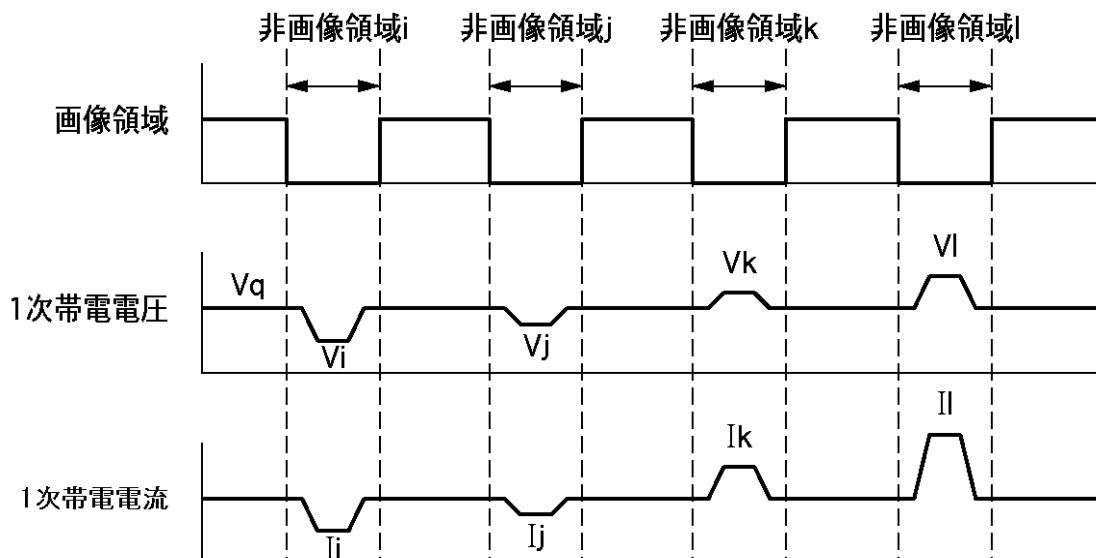 非画像領域i 非画像領域j 非画像領域k 非画像領域l
画像領域
Vq Vi Vj Vk Vl
1次帯電電圧
Ii Ij Ik Il
1次帯電電流